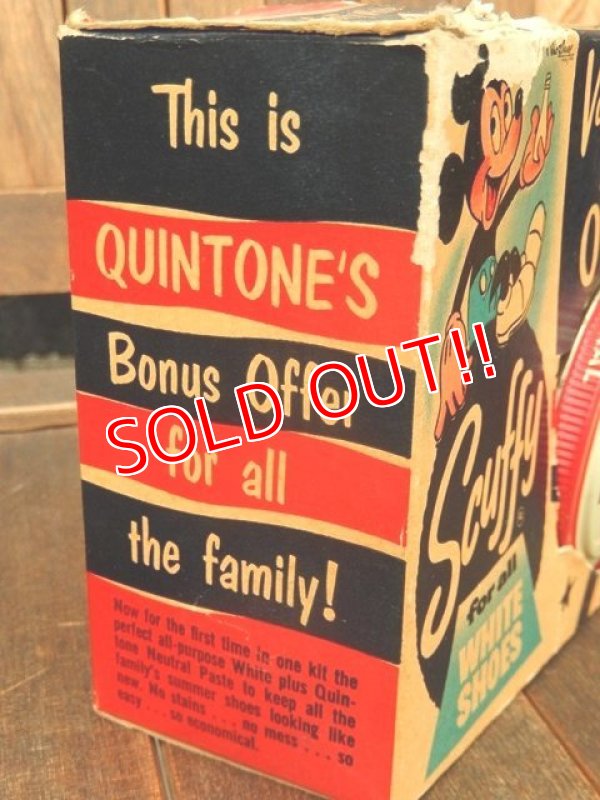 This is
QUINTONE'S
Bonus Offer
for all
the family!
Now for the first time in one kit the
perfect all-purpose White plus Quin-
tone Neutral Paste to keep all the
family's summer shoes looking like
new. No stains . . . no mess . . . so
easy . . . so economical.
SOLD OUT!!
Scuffy®
for all
WHITE
SHOES